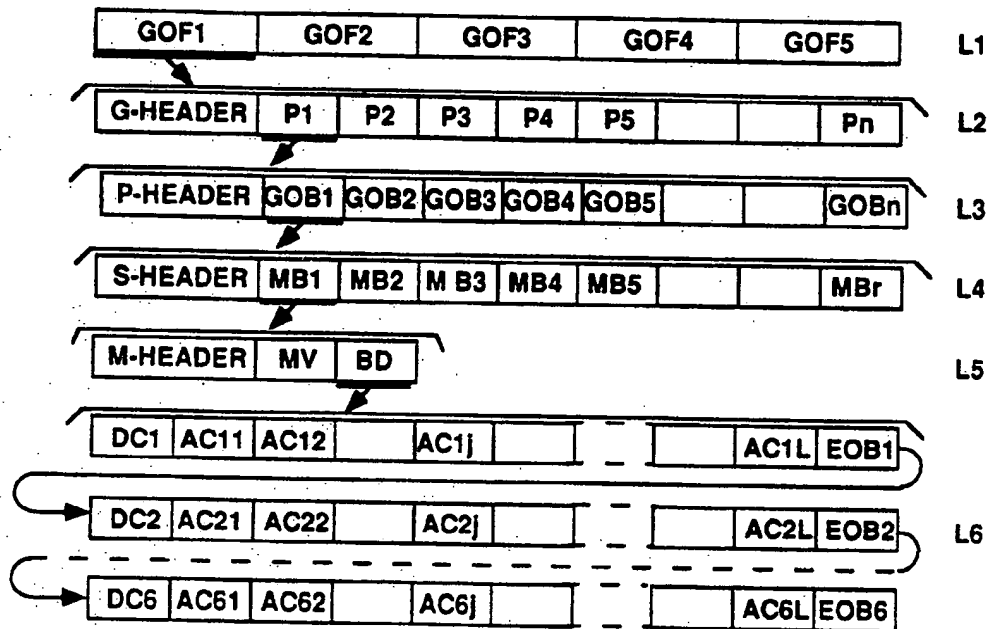 GOF1 GOF2 GOF3 GOF4 GOF5 L1
G-HEADER P1 P2 P3 P4 P5 Pn L2
P-HEADER GOB1 GOB2 GOB3 GOB4 GOB5 GOBn L3
S-HEADER MB1 MB2 M B3 MB4 MB5 MBr L4
M-HEADER MV BD L5
DC1 AC11 AC12 AC1j AC1L EOB1
DC2 AC21 AC22 AC2j AC2L EOB2 L6
DC6 AC61 AC62 AC6j AC6L EOB6